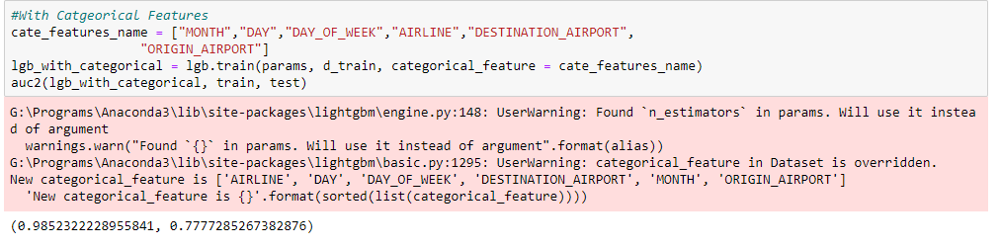 #With Catgeorical Features
cate_features_name = ["MONTH","DAY","DAY_OF_WEEK","AIRLINE","DESTINATION_AIRPORT",
                 "ORIGIN_AIRPORT"]
lgb_with_categorical = lgb.train(params, d_train, categorical_feature = cate_features_name)
auc2(lgb_with_categorical, train, test)
G:\Programs\Anaconda3\lib\site-packages\lightgbm\engine.py:148: UserWarning: Found `n_estimators` in params. Will use it instea
d of argument
  warnings.warn("Found `{}` in params. Will use it instead of argument".format(alias))
G:\Programs\Anaconda3\lib\site-packages\lightgbm\basic.py:1295: UserWarning: categorical_feature in Dataset is overridden.
New categorical_feature is ['AIRLINE', 'DAY', 'DAY_OF_WEEK', 'DESTINATION_AIRPORT', 'MONTH', 'ORIGIN_AIRPORT']
  'New categorical_feature is {}'.format(sorted(list(categorical_feature))))
(0.9852322228955841, 0.7777285267382876)